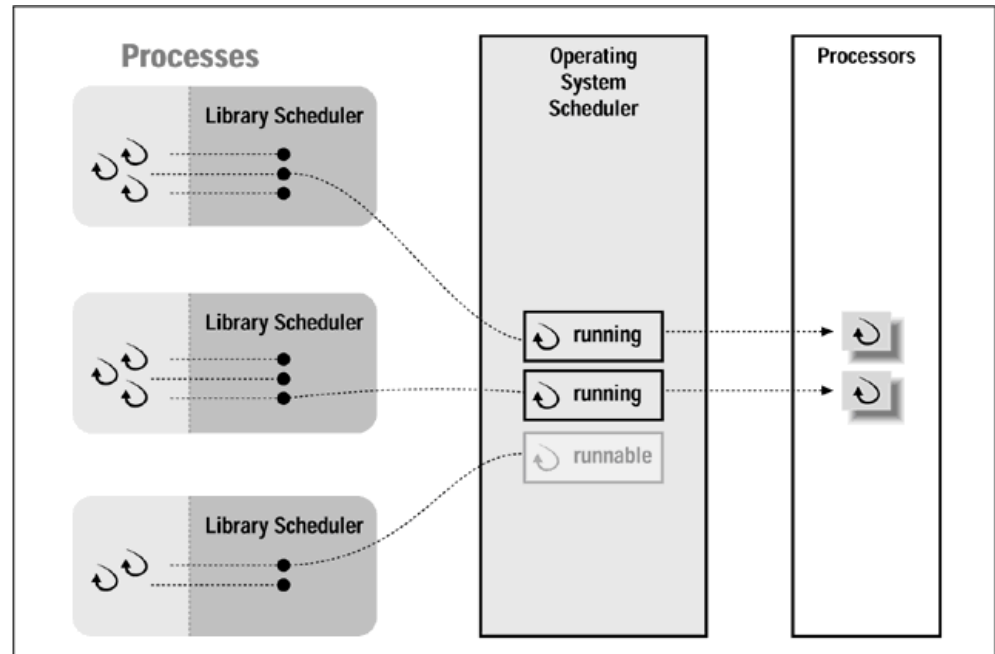 Processes
Library Scheduler
Library Scheduler
Library Scheduler
Operating
System
Scheduler
running
running
runnable
Processors